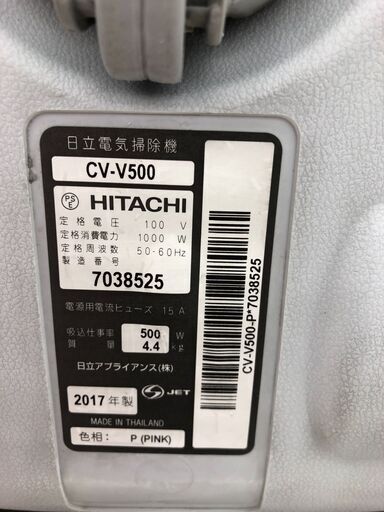 日立電気掃除機
CV-V500
PS E HITACHI
定格電圧 100 V
定格消費電力 1000 W
定格周波数 50-60Hz
製造番号
7038525
電源用電流ヒューズ 15 A
吸込仕事率 500 W
質量 4.4 kg
日立アプライアンス(株)
2017 年製 S JET
MADE IN THAILAND
色相: P (PINK)
CV-V500-P*7038525